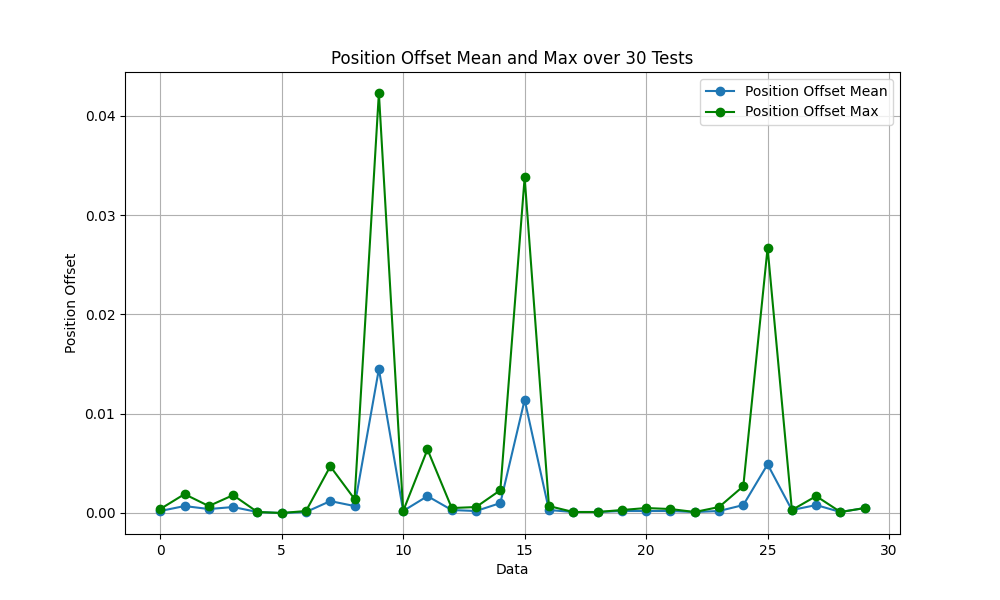 Position Offset Mean and Max over 30 Tests
Position Offset Mean
Position Offset Max
0.04
0.03
0.02
0.01
0.00
Position Offset
0 5 10 15 20 25 30
Data